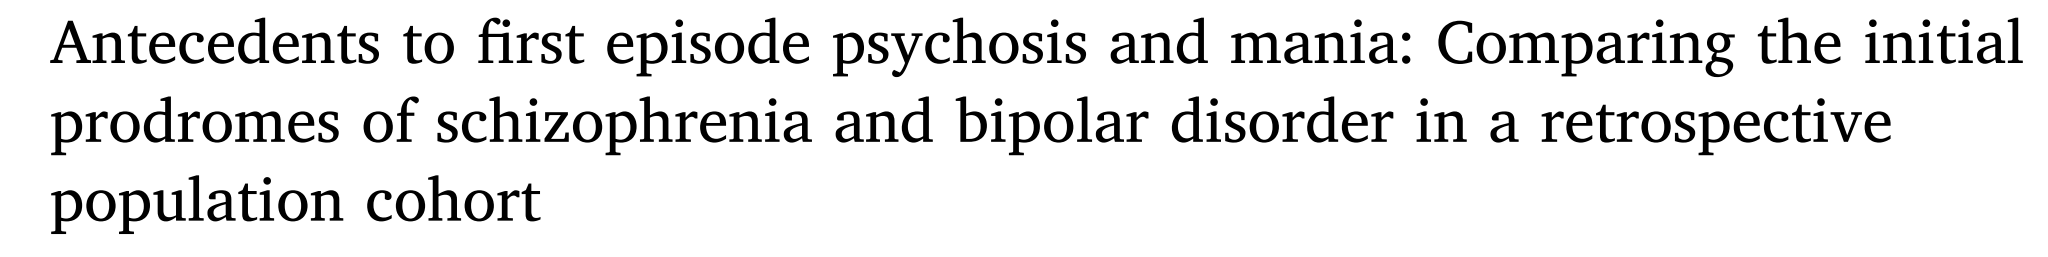 Antecedents to first episode psychosis and mania: Comparing the initial
prodromes of schizophrenia and bipolar disorder in a retrospective
population cohort